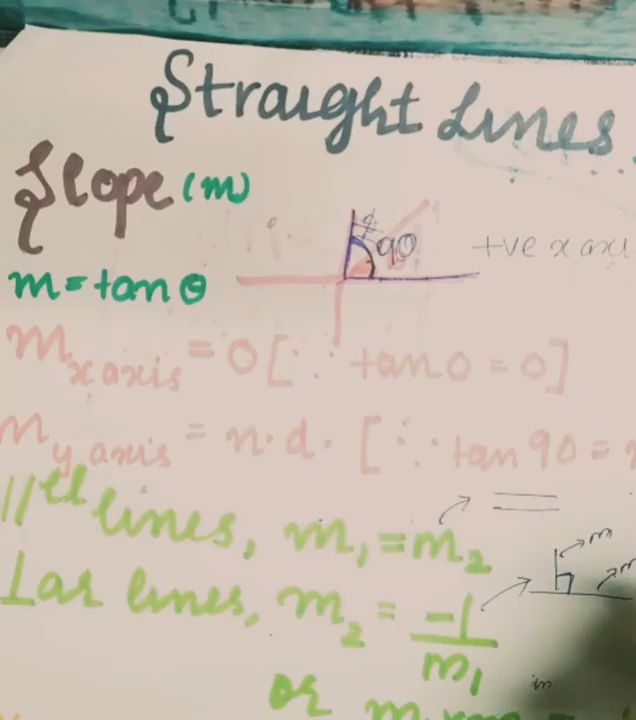 Straight Lines
Slope (m)
90
+ve x axi
m = tan θ
m x axis = 0 [∵ tan 0 = 0]
m y axis = n.d. [∵ tan 90 =
//el lines, m₁ = m₂
m
⊥ar lines, m₂ = -1/m₁
m
or